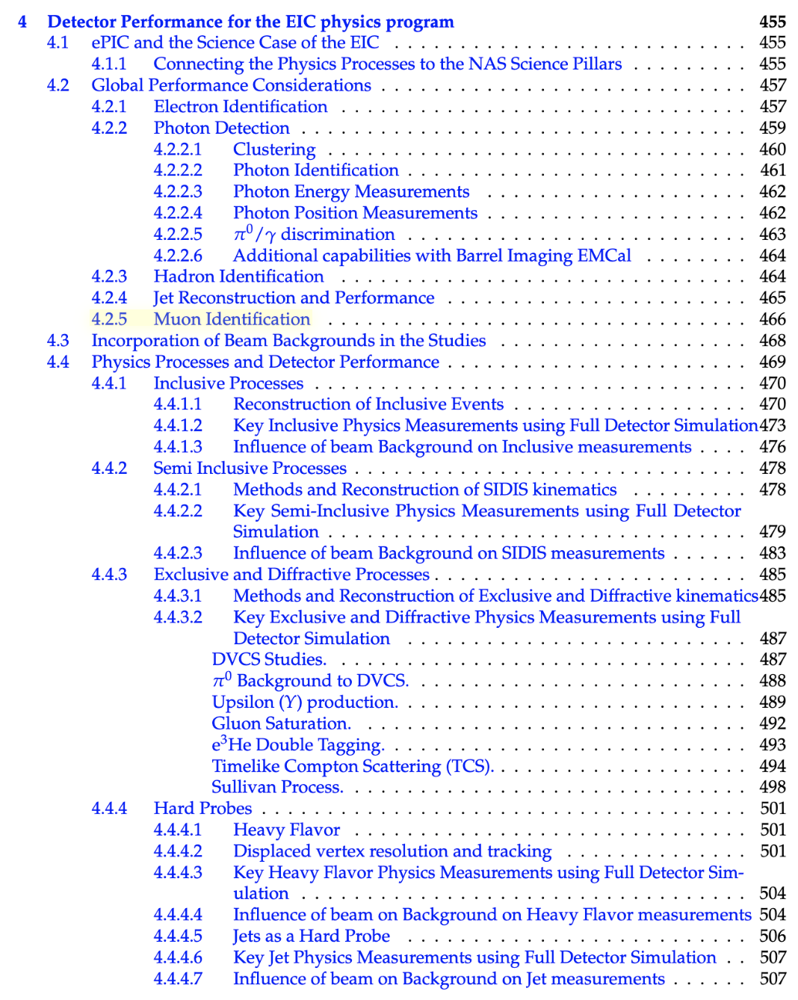 4 Detector Performance for the EIC physics program 455
4.1 ePIC and the Science Case of the EIC . . . . . . . . . . . . . . . . . . . . . . . . . . . 455
4.1.1 Connecting the Physics Processes to the NAS Science Pillars . . . . . . . . . 455
4.2 Global Performance Considerations . . . . . . . . . . . . . . . . . . . . . . . . . . . . 457
4.2.1 Electron Identification . . . . . . . . . . . . . . . . . . . . . . . . . . . . . . . 457
4.2.2 Photon Detection . . . . . . . . . . . . . . . . . . . . . . . . . . . . . . . . . . 459
4.2.2.1 Clustering . . . . . . . . . . . . . . . . . . . . . . . . . . . . . . . . 460
4.2.2.2 Photon Identification . . . . . . . . . . . . . . . . . . . . . . . . . 461
4.2.2.3 Photon Energy Measurements . . . . . . . . . . . . . . . . . . . . 462
4.2.2.4 Photon Position Measurements . . . . . . . . . . . . . . . . . . . . 462
4.2.2.5 π⁰/γ discrimination . . . . . . . . . . . . . . . . . . . . . . . . . . 463
4.2.2.6 Additional capabilities with Barrel Imaging EMCal . . . . . . . . 464
4.2.3 Hadron Identification . . . . . . . . . . . . . . . . . . . . . . . . . . . . . . . 464
4.2.4 Jet Reconstruction and Performance . . . . . . . . . . . . . . . . . . . . . . . 465
4.2.5 Muon Identification . . . . . . . . . . . . . . . . . . . . . . . . . . . . . . . . 466
4.3 Incorporation of Beam Backgrounds in the Studies . . . . . . . . . . . . . . . . . . . 468
4.4 Physics Processes and Detector Performance . . . . . . . . . . . . . . . . . . . . . . . 469
4.4.1 Inclusive Processes . . . . . . . . . . . . . . . . . . . . . . . . . . . . . . . . . 470
4.4.1.1 Reconstruction of Inclusive Events . . . . . . . . . . . . . . . . . . 470
4.4.1.2 Key Inclusive Physics Measurements using Full Detector Simulation473
4.4.1.3 Influence of beam Background on Inclusive measurements . . . . 476
4.4.2 Semi Inclusive Processes . . . . . . . . . . . . . . . . . . . . . . . . . . . . . . 478
4.4.2.1 Methods and Reconstruction of SIDIS kinematics . . . . . . . . . 478
4.4.2.2 Key Semi-Inclusive Physics Measurements using Full Detector
Simulation . . . . . . . . . . . . . . . . . . . . . . . . . . . . . . . . 479
4.4.2.3 Influence of beam Background on SIDIS measurements . . . . . . 483
4.4.3 Exclusive and Diffractive Processes . . . . . . . . . . . . . . . . . . . . . . . . 485
4.4.3.1 Methods and Reconstruction of Exclusive and Diffractive kinematics485
4.4.3.2 Key Exclusive and Diffractive Physics Measurements using Full
Detector Simulation . . . . . . . . . . . . . . . . . . . . . . . . . . 487
DVCS Studies. . . . . . . . . . . . . . . . . . . . . . . . . . . . . . . . 487
π⁰ Background to DVCS. . . . . . . . . . . . . . . . . . . . . . . . . . 488
Upsilon (Υ) production. . . . . . . . . . . . . . . . . . . . . . . . . . . 489
Gluon Saturation. . . . . . . . . . . . . . . . . . . . . . . . . . . . . . 492
e³He Double Tagging. . . . . . . . . . . . . . . . . . . . . . . . . . . . 493
Timelike Compton Scattering (TCS). . . . . . . . . . . . . . . . . . . . 494
Sullivan Process. . . . . . . . . . . . . . . . . . . . . . . . . . . . . . . 498
4.4.4 Hard Probes . . . . . . . . . . . . . . . . . . . . . . . . . . . . . . . . . . . . . 501
4.4.4.1 Heavy Flavor . . . . . . . . . . . . . . . . . . . . . . . . . . . . . . 501
4.4.4.2 Displaced vertex resolution and tracking . . . . . . . . . . . . . . 501
4.4.4.3 Key Heavy Flavor Physics Measurements using Full Detector Sim-
ulation . . . . . . . . . . . . . . . . . . . . . . . . . . . . . . . . . . 504
4.4.4.4 Influence of beam on Background on Heavy Flavor measurements 504
4.4.4.5 Jets as a Hard Probe . . . . . . . . . . . . . . . . . . . . . . . . . . 506
4.4.4.6 Key Jet Physics Measurements using Full Detector Simulation . . 507
4.4.4.7 Influence of beam on Background on Jet measurements . . . . . . 507